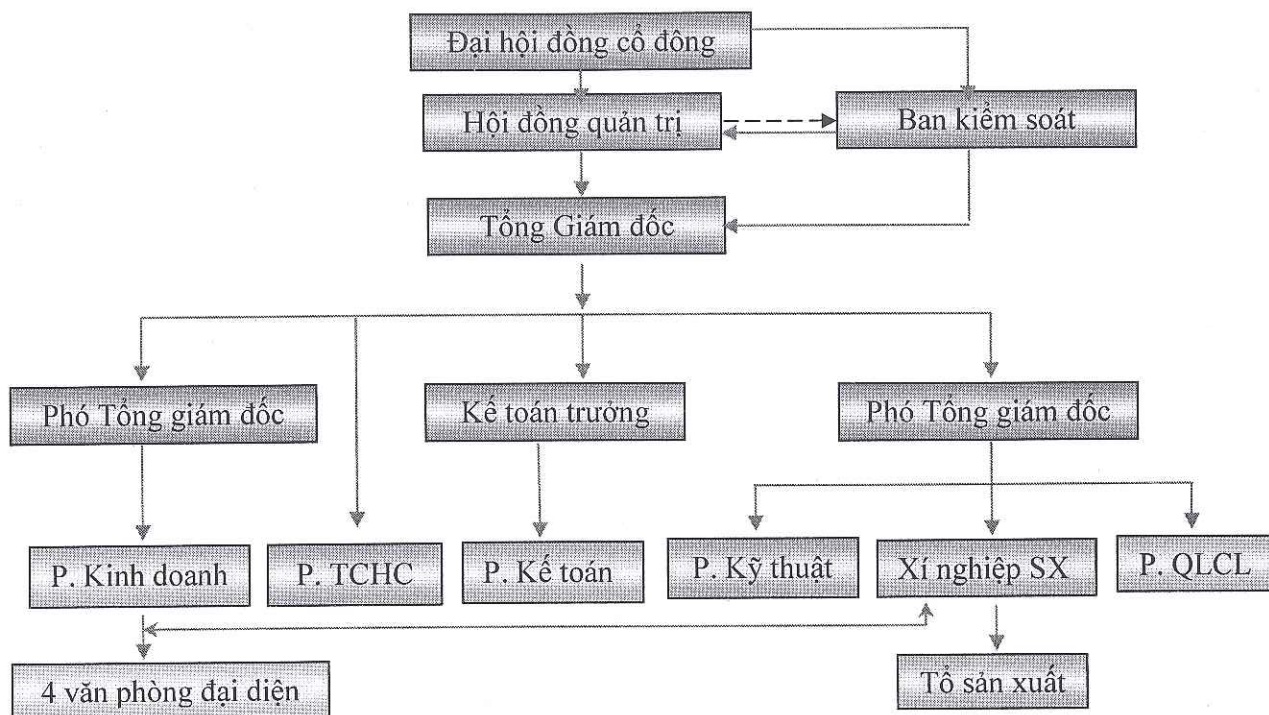 Đại hội đồng cổ đông
Hội đồng quản trị
Ban kiểm soát
Tổng Giám đốc
Phó Tổng giám đốc
Kế toán trưởng
Phó Tổng giám đốc
P. Kinh doanh
P. TCHC
P. Kế toán
P. Kỹ thuật
Xí nghiệp SX
P. QLCL
4 văn phòng đại diện
Tổ sản xuất